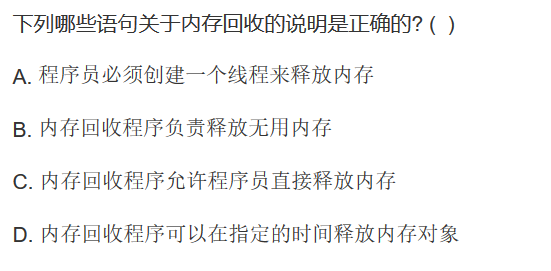 下列哪些语句关于内存回收的说明是正确的? ( )
A. 程序员必须创建一个线程来释放内存
B. 内存回收程序负责释放无用内存
C. 内存回收程序允许程序员直接释放内存
D. 内存回收程序可以在指定的时间释放内存对象